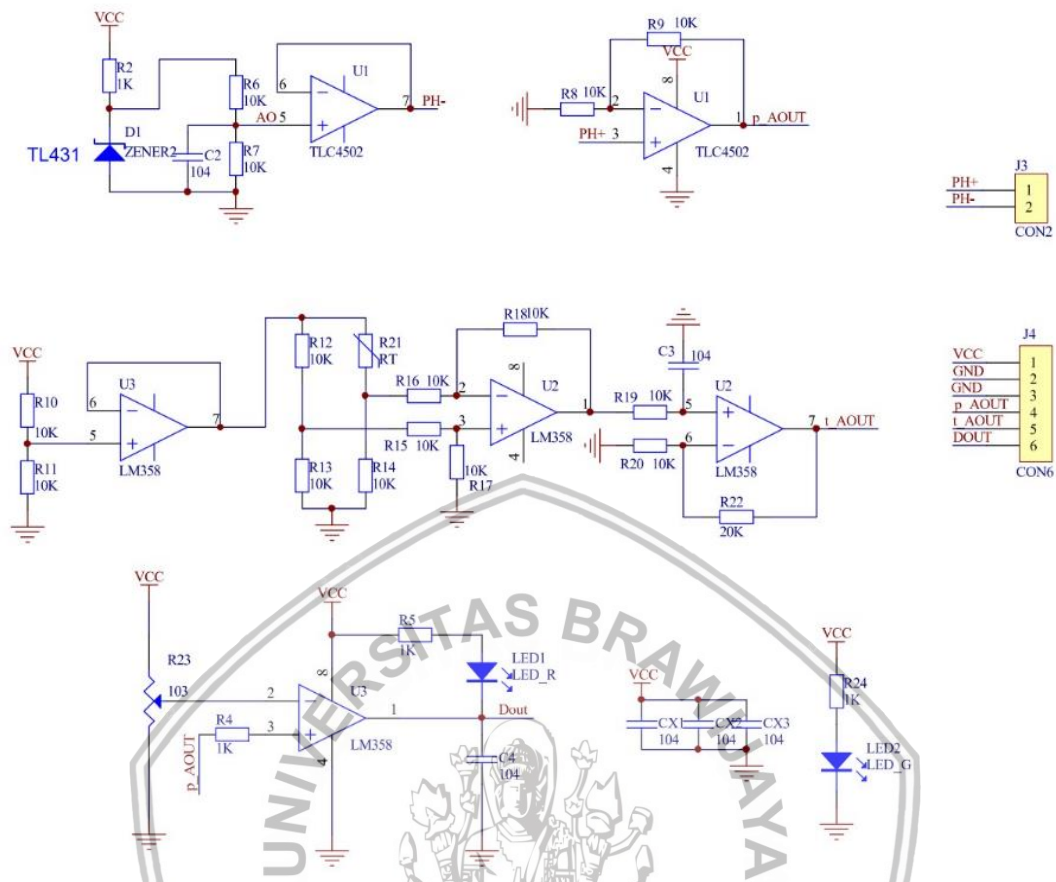 VCC
R2
1K
D1
ZENER2
TL431
R6
10K
AO 5
C2
104
R7
10K
6
U1
7
PH-
TLC4502
R9 10K
VCC
8
R8 10K
2
U1
PH+ 3
1
p_AOUT
TLC4502
4
J3
PH+ 1
PH- 2
CON2
VCC
R10
10K
R11
10K
6
U3
5
7
LM358
R12
10K
R21
RT
R13
10K
R14
10K
R16 10K
R15 10K
R18 10K
2
8
U2
3
1
LM358
4
10K
R17
R19 10K
C3
104
U2
5
6
7
t_AOUT
LM358
R20 10K
R22
20K
J4
VCC 1
GND 2
GND 3
p_AOUT 4
t_AOUT 5
DOUT 6
CON6
VCC
R23
103
p_AOUT
R4
1K
VCC
8
2
3
U3
1
LM358
4
R5
1K
LED1
LED_R
Dout
C4
104
VCC
CX1
104
CX2
104
CX3
104
VCC
R24
1K
LED2
LED_G
UNIVERSITAS BRAWIJAYA